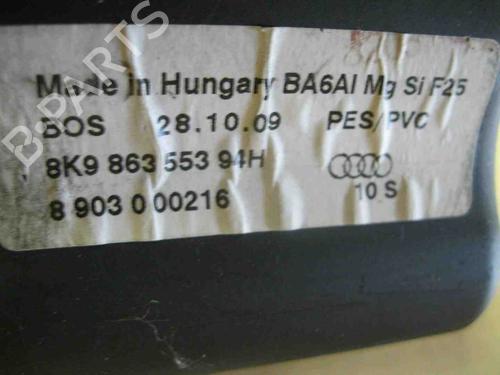 B-PARTS
Made in Hungary BA6Al Mg Si F25
BOS 28.10.09 PES/PVC
8K9 863 553 94H
10 S
8 903 0 00216